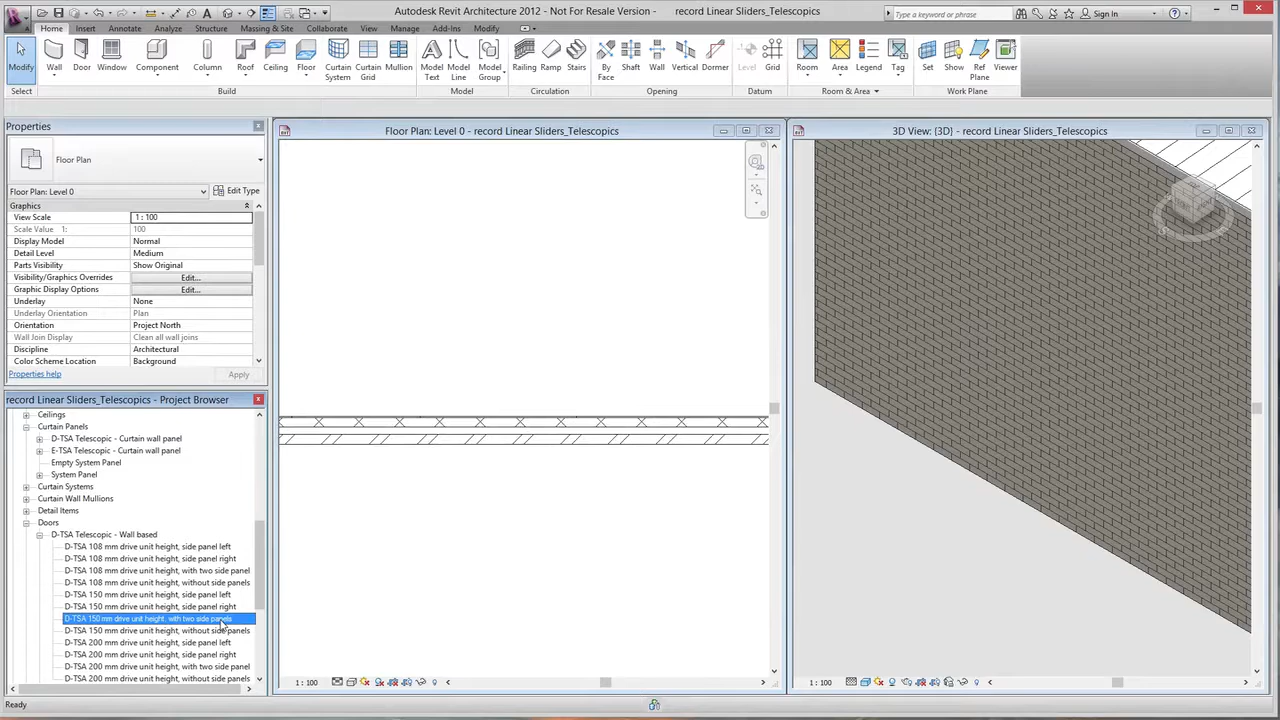 Autodesk Revit Architecture 2012 - Not For Resale Version - record Linear Sliders_Telescopics
Type a keyword or phrase
Sign In
Home Insert Annotate Analyze Structure Massing & Site Collaborate View Manage Add-Ins Modify
Modify Wall Door Window Component Column Roof Ceiling Floor Curtain System Curtain Grid Mullion Model Text Model Line Model Group Railing Ramp Stairs By Face Shaft Wall Vertical Dormer Level Grid Room Area Legend Tag Set Show Ref Plane Viewer
Select Build Model Circulation Opening Datum Room & Area Work Plane
Properties
Floor Plan
Floor Plan: Level 0 Edit Type
Graphics
View Scale 1 : 100
Scale Value 1: 100
Display Model Normal
Detail Level Medium
Parts Visibility Show Original
Visibility/Graphics Overrides Edit...
Graphic Display Options Edit...
Underlay None
Underlay Orientation Plan
Orientation Project North
Wall Join Display Clean all wall joins
Discipline Architectural
Color Scheme Location Background
Properties help Apply
record Linear Sliders_Telescopics - Project Browser
Ceilings
Curtain Panels
D-TSA Telescopic - Curtain wall panel
E-TSA Telescopic - Curtain wall panel
Empty System Panel
System Panel
Curtain Systems
Curtain Wall Mullions
Detail Items
Doors
D-TSA Telescopic - Wall based
D-TSA 108 mm drive unit height, side panel left
D-TSA 108 mm drive unit height, side panel right
D-TSA 108 mm drive unit height, with two side panel
D-TSA 108 mm drive unit height, without side panels
D-TSA 150 mm drive unit height, side panel left
D-TSA 150 mm drive unit height, side panel right
D-TSA 150 mm drive unit height, with two side panels
D-TSA 150 mm drive unit height, without side panels
D-TSA 200 mm drive unit height, side panel left
D-TSA 200 mm drive unit height, side panel right
D-TSA 200 mm drive unit height, with two side panel
D-TSA 200 mm drive unit height, without side panels
Floor Plan: Level 0 - record Linear Sliders_Telescopics
1 : 100
3D View: {3D} - record Linear Sliders_Telescopics
1 : 100
Ready